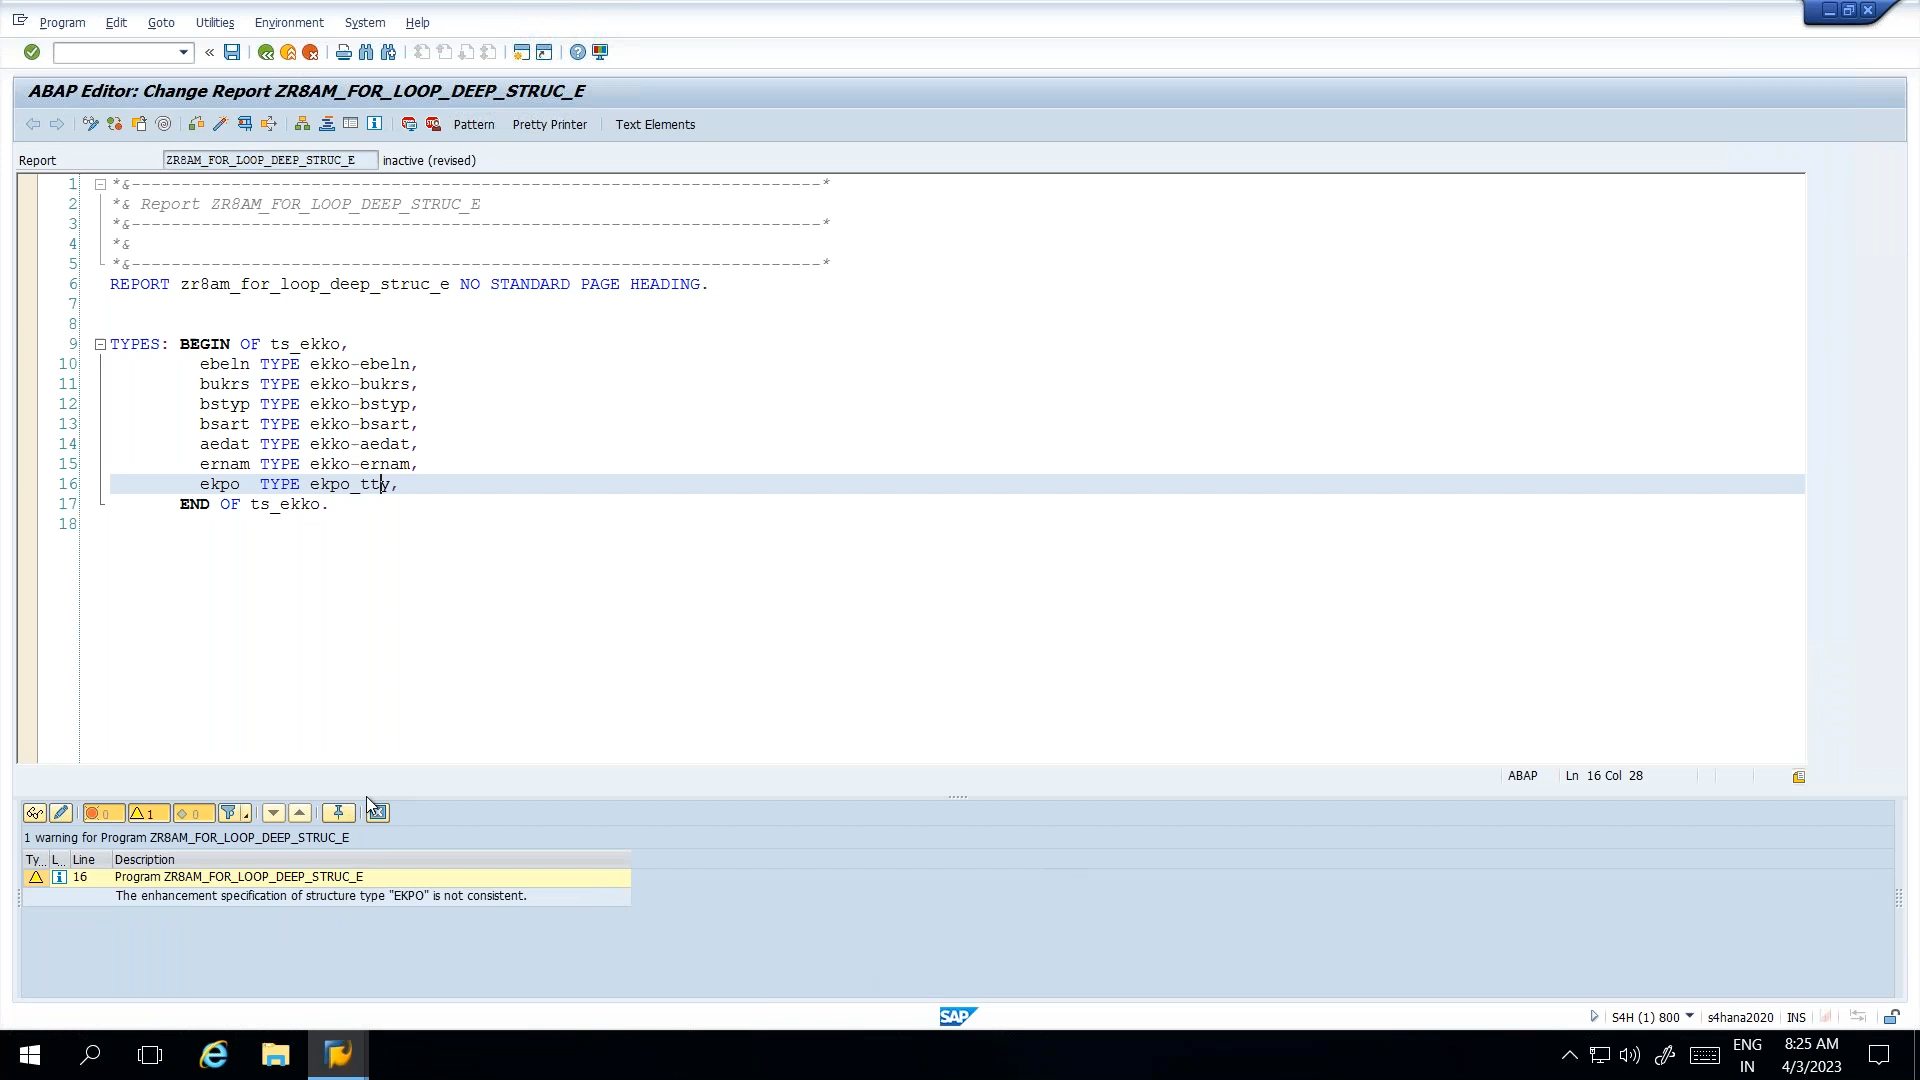 Program Edit Goto Utilities Environment System Help
ABAP Editor: Change Report ZR8AM_FOR_LOOP_DEEP_STRUC_E
Pattern Pretty Printer Text Elements
Report ZR8AM_FOR_LOOP_DEEP_STRUC_E inactive (revised)
1 *&---------------------------------------------------------------------*
2 *& Report ZR8AM_FOR_LOOP_DEEP_STRUC_E
3 *&---------------------------------------------------------------------*
4 *&
5 *&---------------------------------------------------------------------*
6 REPORT zr8am_for_loop_deep_struc_e NO STANDARD PAGE HEADING.
7
8
9 TYPES: BEGIN OF ts_ekko,
10 ebeln TYPE ekko-ebeln,
11 bukrs TYPE ekko-bukrs,
12 bstyp TYPE ekko-bstyp,
13 bsart TYPE ekko-bsart,
14 aedat TYPE ekko-aedat,
15 ernam TYPE ekko-ernam,
16 ekpo TYPE ekpo_tty,
17 END OF ts_ekko.
18
ABAP Ln 16 Col 28
0 1 0
1 warning for Program ZR8AM_FOR_LOOP_DEEP_STRUC_E
Ty... L... Line Description
16 Program ZR8AM_FOR_LOOP_DEEP_STRUC_E
The enhancement specification of structure type "EKPO" is not consistent.
SAP
S4H (1) 800 s4hana2020 INS
ENG
IN
8:25 AM
4/3/2023